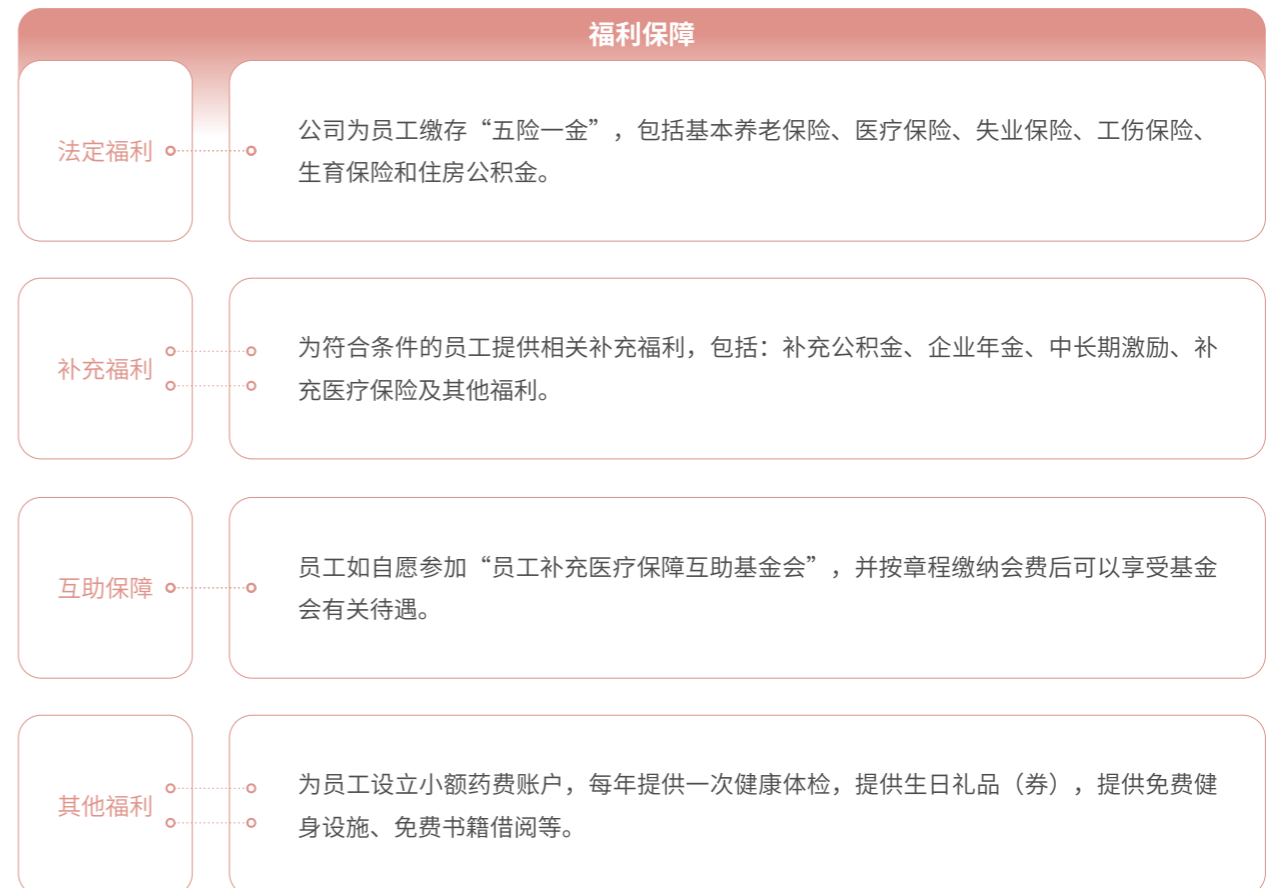 福利保障
法定福利
公司为员工缴存“五险一金”，包括基本养老保险、医疗保险、失业保险、工伤保险、
生育保险和住房公积金。
补充福利
为符合条件的员工提供相关补充福利，包括：补充公积金、企业年金、中长期激励、补
充医疗保险及其他福利。
互助保障
员工如自愿参加“员工补充医疗保障互助基金会”，并按章程缴纳会费后可以享受基金
会有关待遇。
其他福利
为员工设立小额药费账户，每年提供一次健康体检，提供生日礼品（券），提供免费健
身设施、免费书籍借阅等。